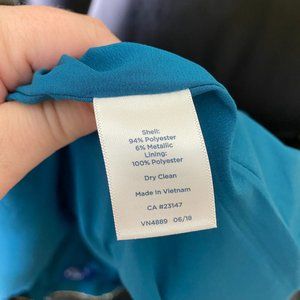 Shell:
94% Polyester
6% Metallic
Lining:
100% Polyester
Dry Clean
Made In Vietnam
CA #23147
VN4889 06/18